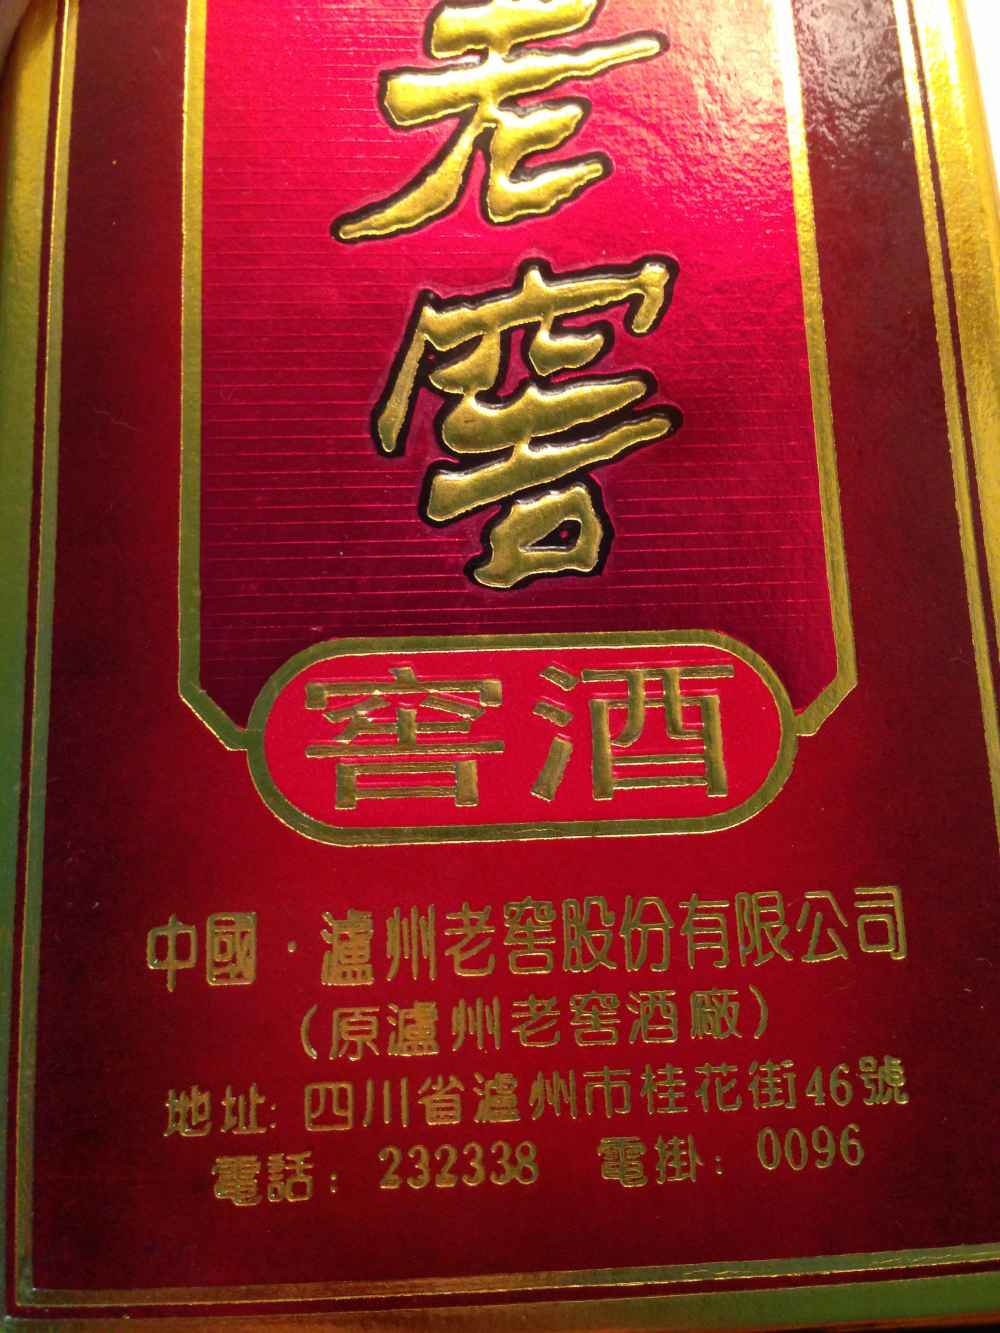 老
窖
窖酒
中國·瀘州老窖股份有限公司
（原瀘州老窖酒廠）
地址: 四川省瀘州市桂花街46號
電話: 232338 電掛: 0096